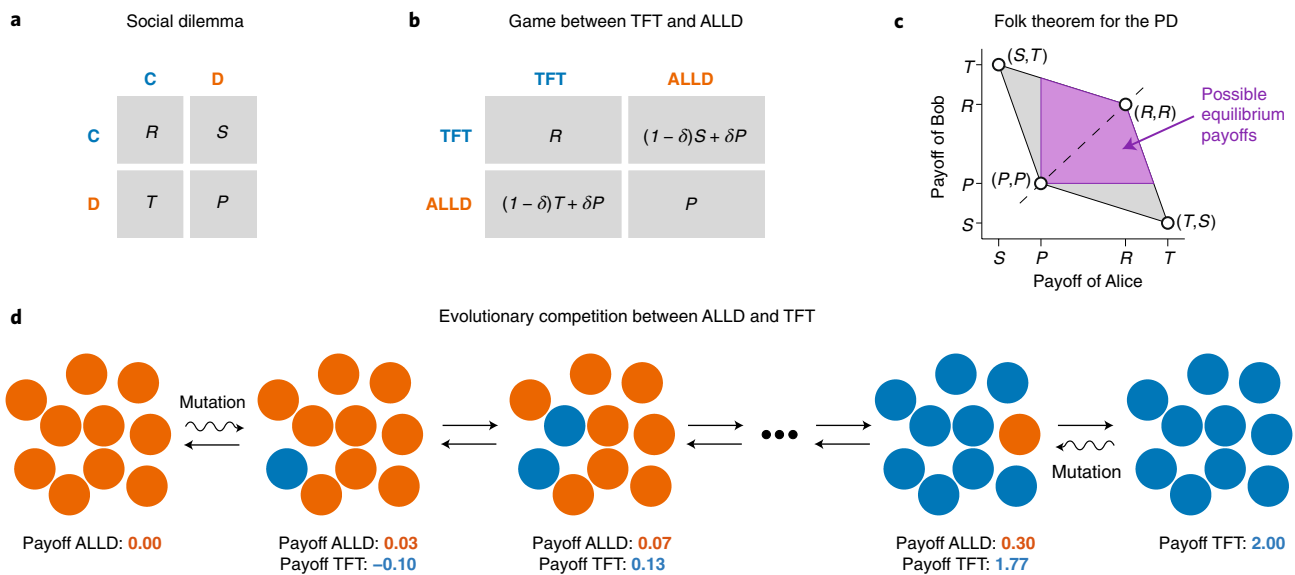 a Social dilemma
C D
C R S
D T P
b Game between TFT and ALLD
TFT ALLD
TFT R (1 - δ)S + δP
ALLD (1 - δ)T + δP P
c Folk theorem for the PD
T (S,T)
R (R,R)
P (P,P)
S (T,S)
Payoff of Bob
S P R T
Payoff of Alice
Possible
equilibrium
payoffs
d Evolutionary competition between ALLD and TFT
Mutation
Mutation
Payoff ALLD: 0.00
Payoff ALLD: 0.03
Payoff TFT: –0.10
Payoff ALLD: 0.07
Payoff TFT: 0.13
Payoff ALLD: 0.30
Payoff TFT: 1.77
Payoff TFT: 2.00